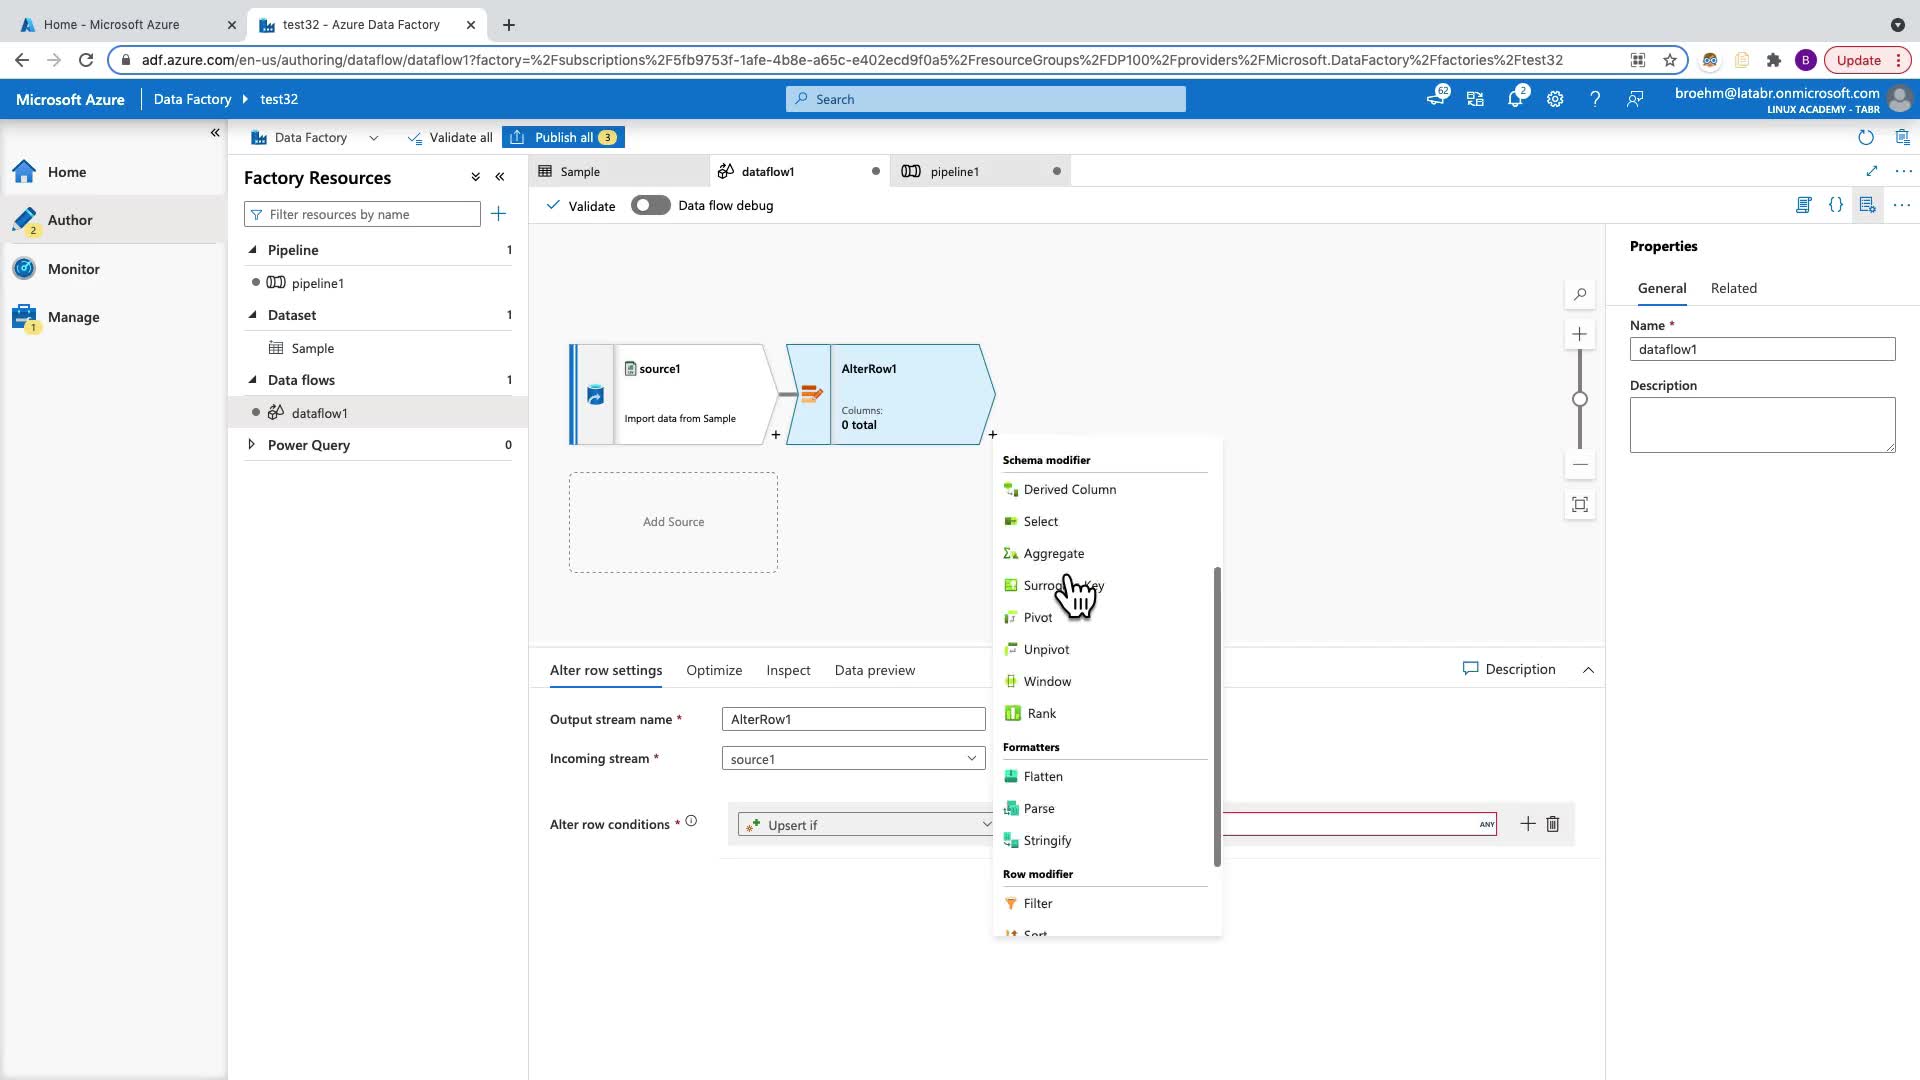 Home - Microsoft Azure
test32 - Azure Data Factory
adf.azure.com/en-us/authoring/dataflow/dataflow1?factory=%2Fsubscriptions%2F5fb9753f-1afe-4b8e-a65c-e402ecd9f0a5%2FresourceGroups%2FDP100%2Fproviders%2FMicrosoft.DataFactory%2Ffactories%2Ftest32
B
Update
Microsoft Azure
Data Factory
test32
Search
62
2
broehm@latabr.onmicrosoft.com
LINUX ACADEMY - TABR
Home
Author
2
Monitor
Manage
1
Data Factory
Validate all
Publish all
3
Factory Resources
Filter resources by name
Pipeline 1
pipeline1
Dataset 1
Sample
Data flows 1
dataflow1
Power Query 0
Sample
dataflow1
pipeline1
Validate
Data flow debug
source1
Import data from Sample
AlterRow1
Columns:
0 total
Add Source
Schema modifier
Derived Column
Select
Aggregate
Pivot
Unpivot
Window
Rank
Formatters
Flatten
Parse
Stringify
Row modifier
Filter
Sort
Alter row settings
Optimize
Inspect
Data preview
Description
Output stream name *
AlterRow1
Incoming stream *
source1
Alter row conditions *
Upsert if
ANY
Properties
General
Related
Name *
dataflow1
Description